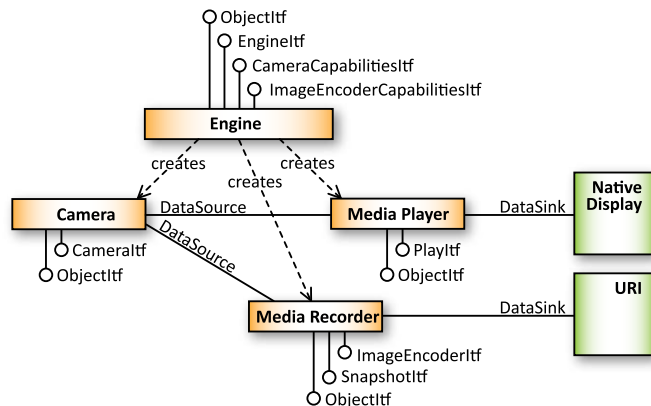 ObjectItf
EngineItf
CameraCapabilitiesItf
ImageEncoderCapabilitiesItf
Engine
creates
creates
creates
Camera
DataSource
Media Player
DataSink
Native
Display
CameraItf
ObjectItf
DataSource
PlayItf
ObjectItf
Media Recorder
DataSink
URI
ImageEncoderItf
SnapshotItf
ObjectItf